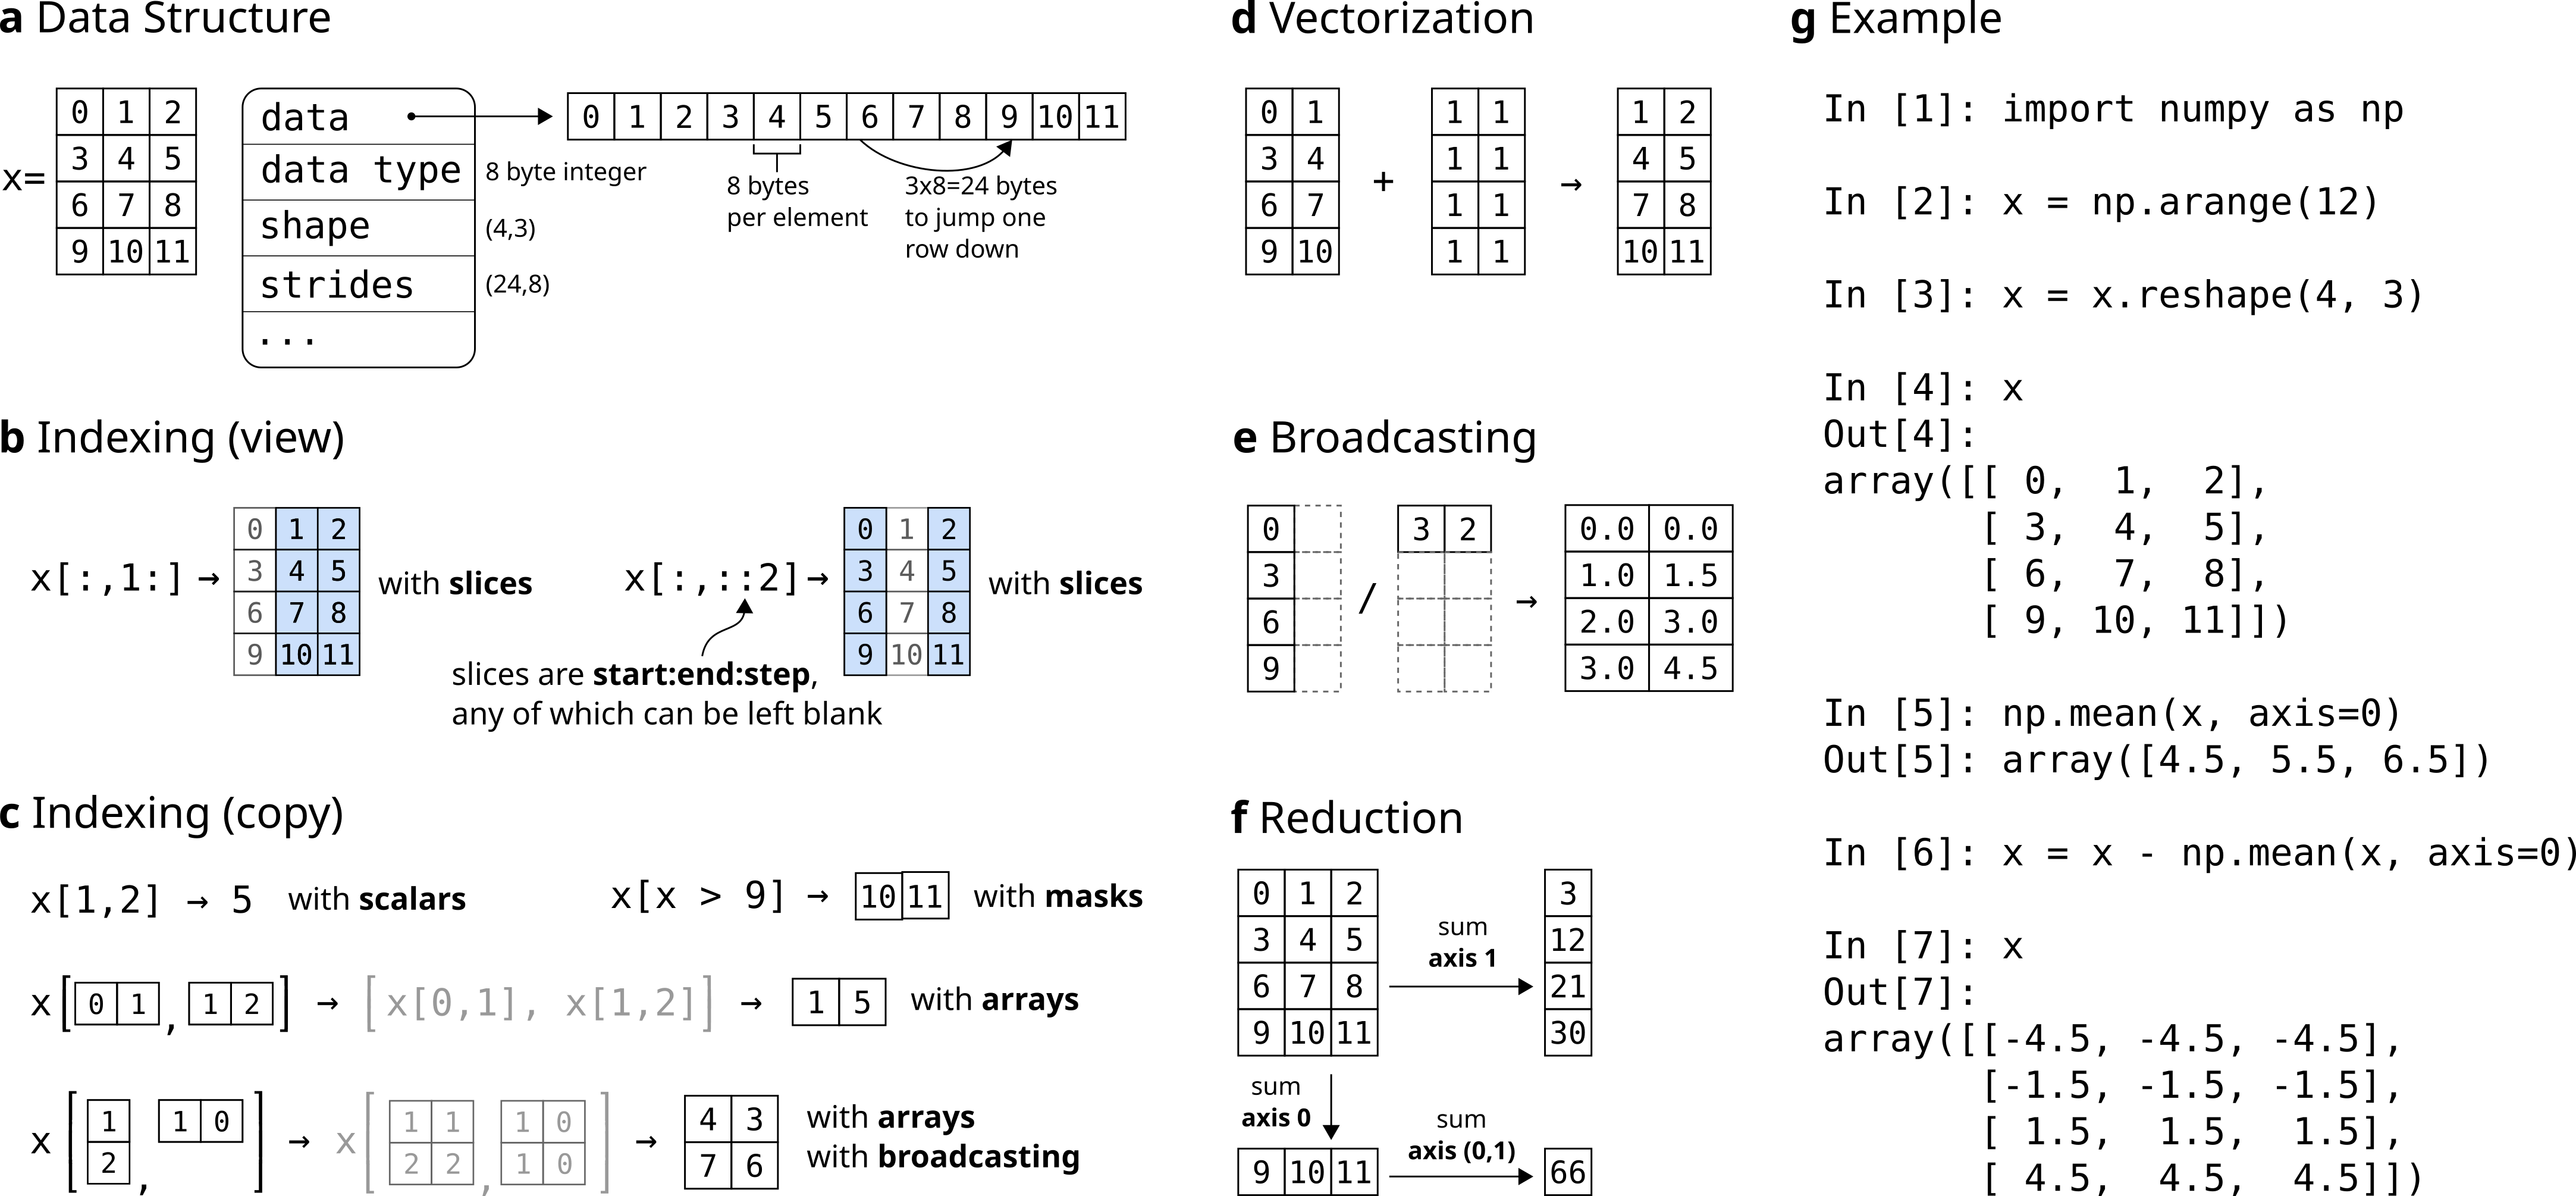 a Data Structure
x=
0 1 2
3 4 5
6 7 8
9 10 11
data
data type
shape
strides
...
8 byte integer
(4,3)
(24,8)
0 1 2 3 4 5 6 7 8 9 10 11
8 bytes
per element
3x8=24 bytes
to jump one
row down
b Indexing (view)
x[:,1:] →
0 1 2
3 4 5
6 7 8
9 10 11
with slices
x[:,::2] →
0 1 2
3 4 5
6 7 8
9 10 11
with slices
slices are start:end:step,
any of which can be left blank
c Indexing (copy)
x[1,2] → 5 with scalars
x[x > 9] → 10 11 with masks
x[ 0 1 , 1 2 ] → [x[0,1], x[1,2]] → 1 5 with arrays
x[
1
2
,
1 0
] → x[
1 1
2 2
,
1 0
1 0
] →
4 3
7 6
with arrays
with broadcasting
d Vectorization
0 1
3 4
6 7
9 10
+
1 1
1 1
1 1
1 1
→
1 2
4 5
7 8
10 11
e Broadcasting
0
3
6
9
/
3 2
→
0.0 0.0
1.0 1.5
2.0 3.0
3.0 4.5
f Reduction
0 1 2
3 4 5
6 7 8
9 10 11
sum
axis 1
3
12
21
30
sum
axis 0
9 10 11
sum
axis (0,1)
66
g Example
In [1]: import numpy as np
In [2]: x = np.arange(12)
In [3]: x = x.reshape(4, 3)
In [4]: x
Out[4]:
array([[ 0, 1, 2],
[ 3, 4, 5],
[ 6, 7, 8],
[ 9, 10, 11]])
In [5]: np.mean(x, axis=0)
Out[5]: array([4.5, 5.5, 6.5])
In [6]: x = x - np.mean(x, axis=0)
In [7]: x
Out[7]:
array([[-4.5, -4.5, -4.5],
[-1.5, -1.5, -1.5],
[ 1.5, 1.5, 1.5],
[ 4.5, 4.5, 4.5]])